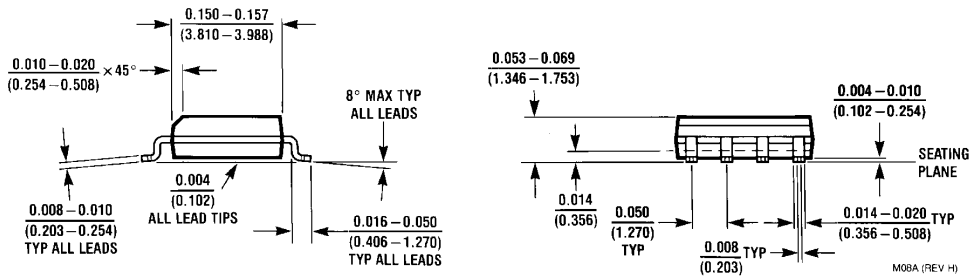 0.150–0.157
(3.810–3.988)
0.010–0.020 ×45°
(0.254–0.508)
8° MAX TYP
ALL LEADS
0.004
(0.102)
ALL LEAD TIPS
0.008–0.010
(0.203–0.254)
TYP ALL LEADS
0.016–0.050
(0.406–1.270)
TYP ALL LEADS
0.053–0.069
(1.346–1.753)
0.004–0.010
(0.102–0.254)
SEATING
PLANE
0.014
(0.356)
0.050
(1.270)
TYP
0.008 TYP
(0.203)
0.014–0.020 TYP
(0.356–0.508)
M08A (REV H)